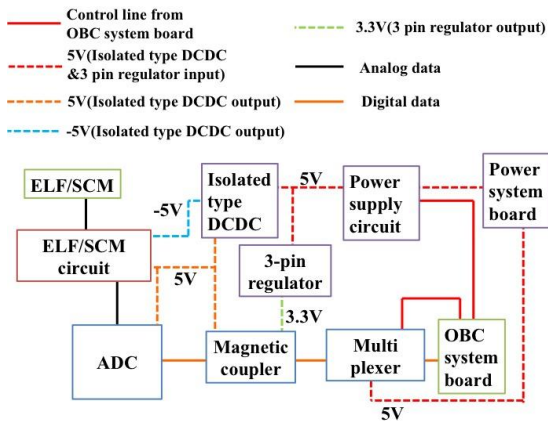 Control line from
OBC system board
3.3V(3 pin regulator output)
5V(Isolated type DCDC
&3 pin regulator input)
Analog data
5V(Isolated type DCDC output)
Digital data
-5V(Isolated type DCDC output)
ELF/SCM
Isolated
type
DCDC
5V
Power
supply
circuit
Power
system
board
-5V
ELF/SCM
circuit
5V
3-pin
regulator
3.3V
ADC
Magnetic
coupler
Multi
plexer
OBC
system
board
5V